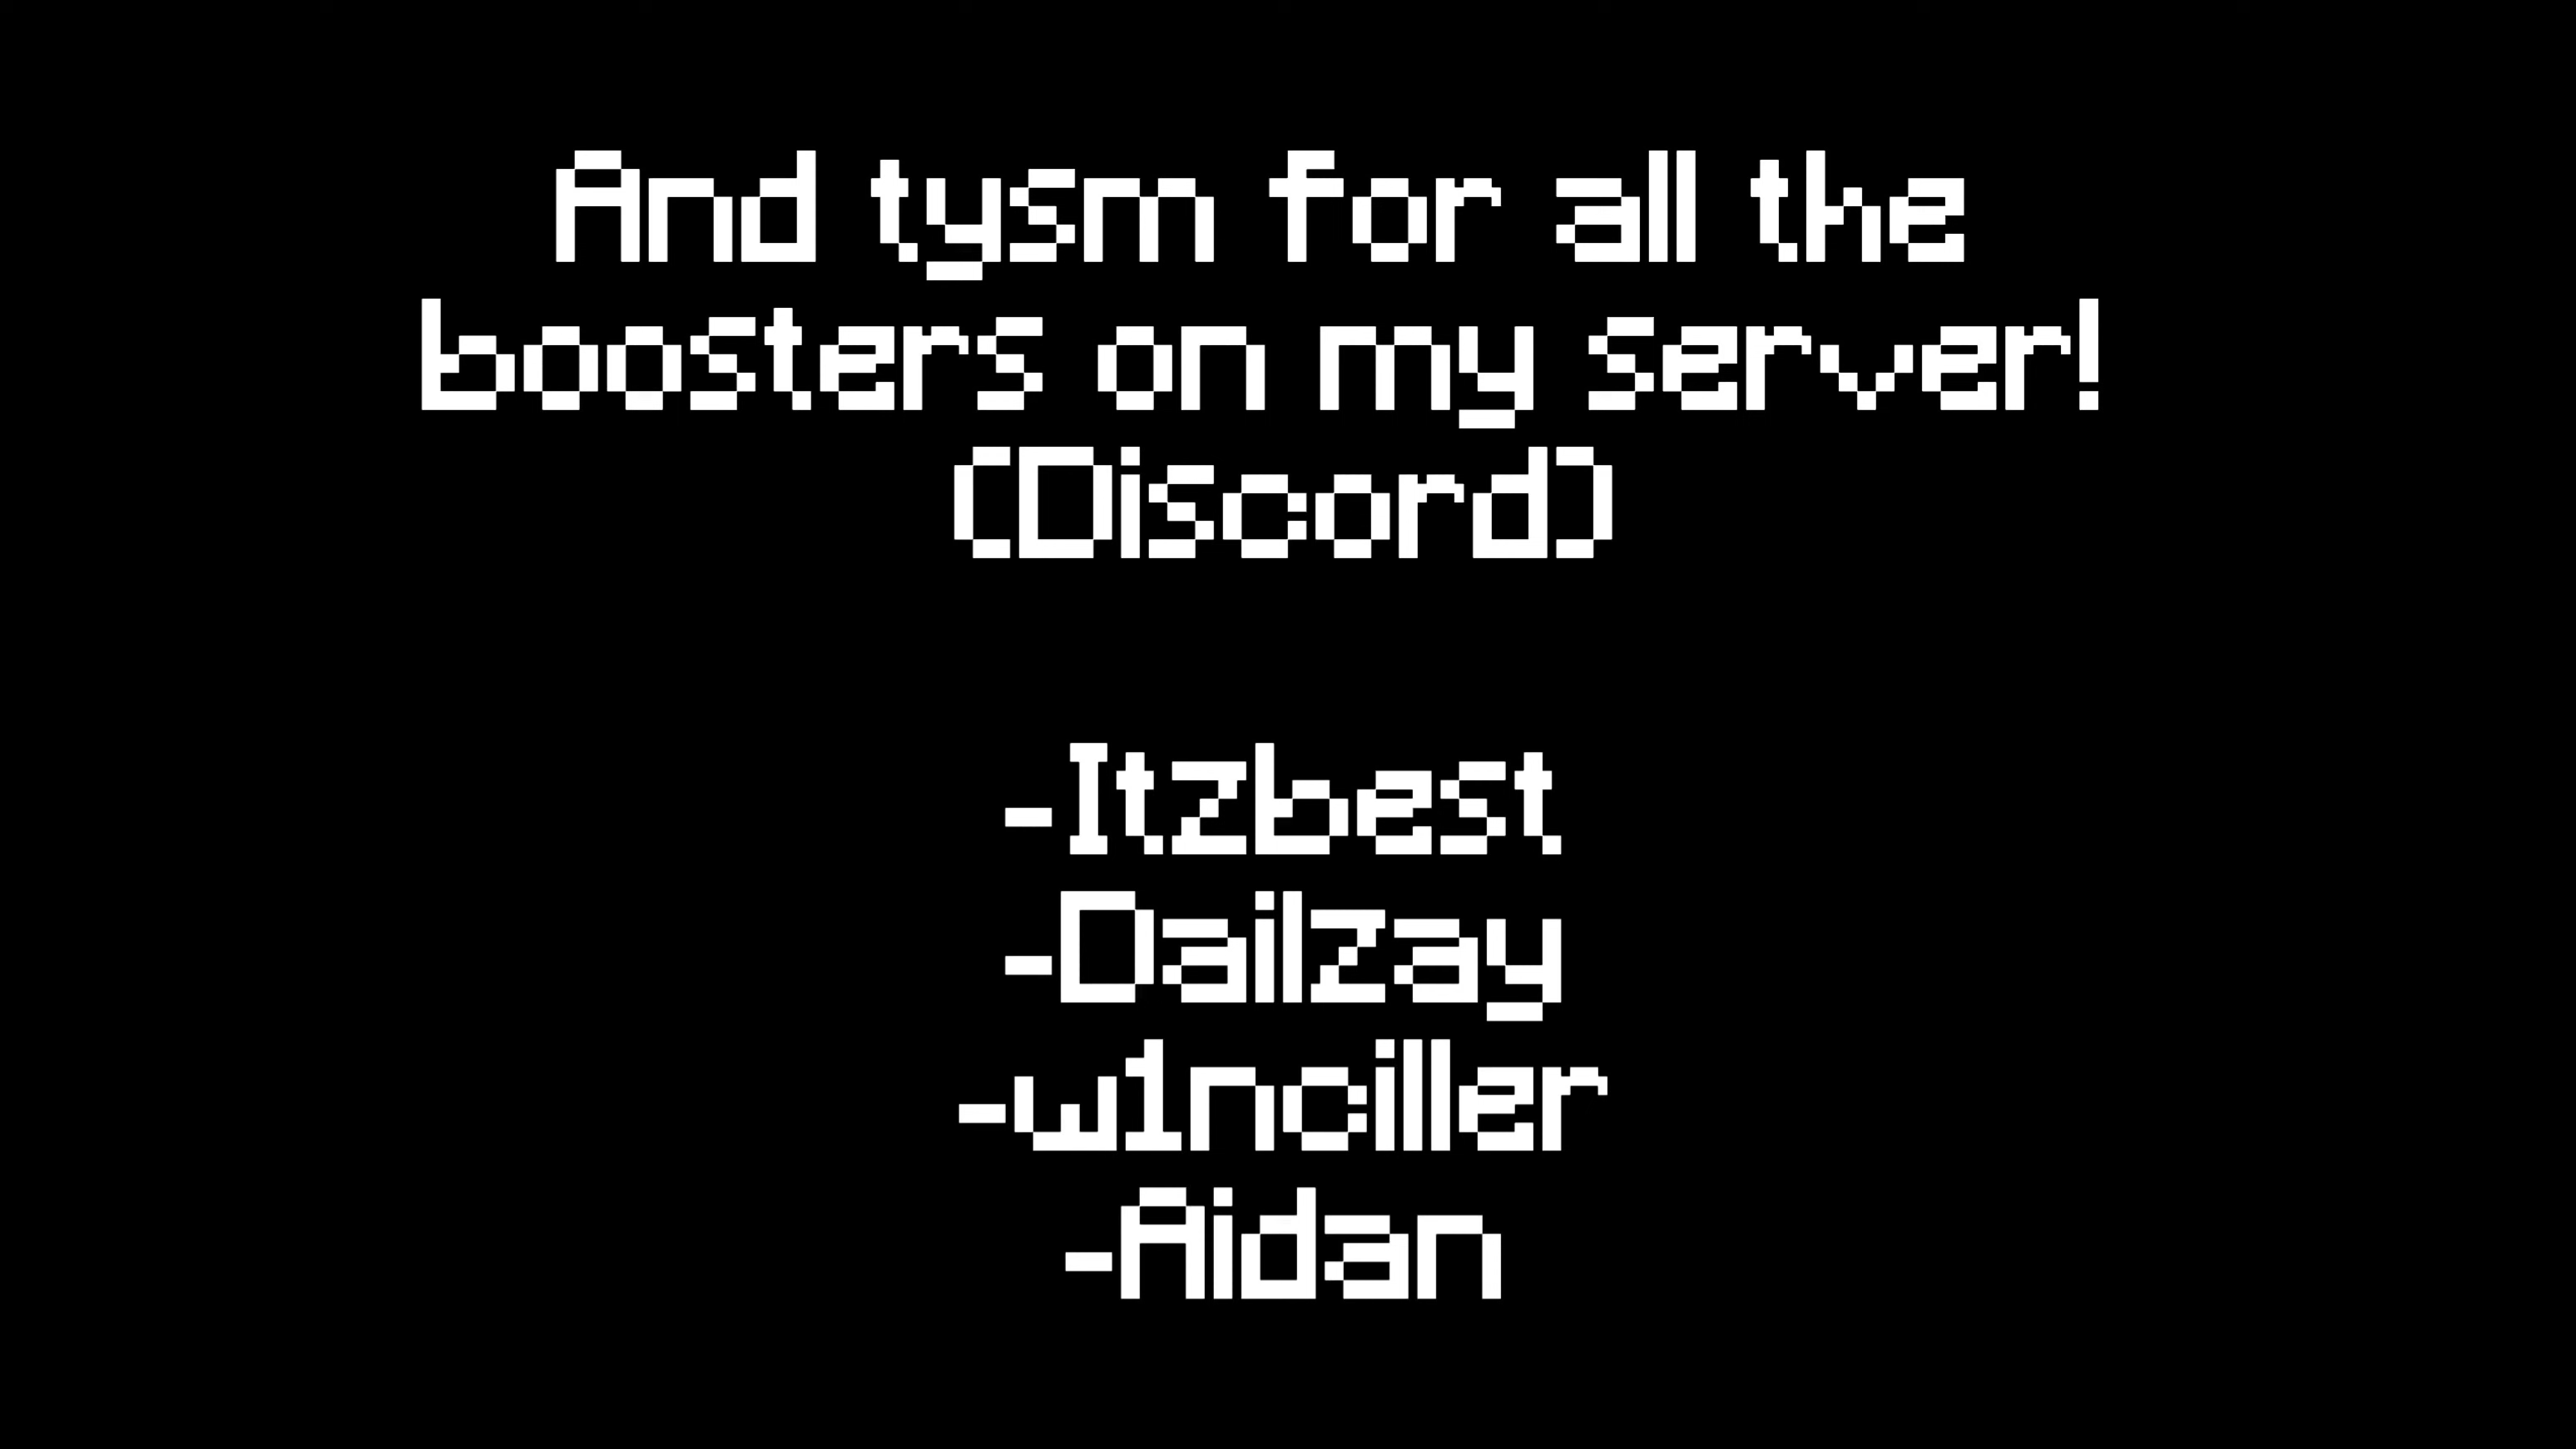 And tysm for all the
boosters on my server!
(Discord)
-Itzbest
-Dailzay
-w1nciller
-Aidan